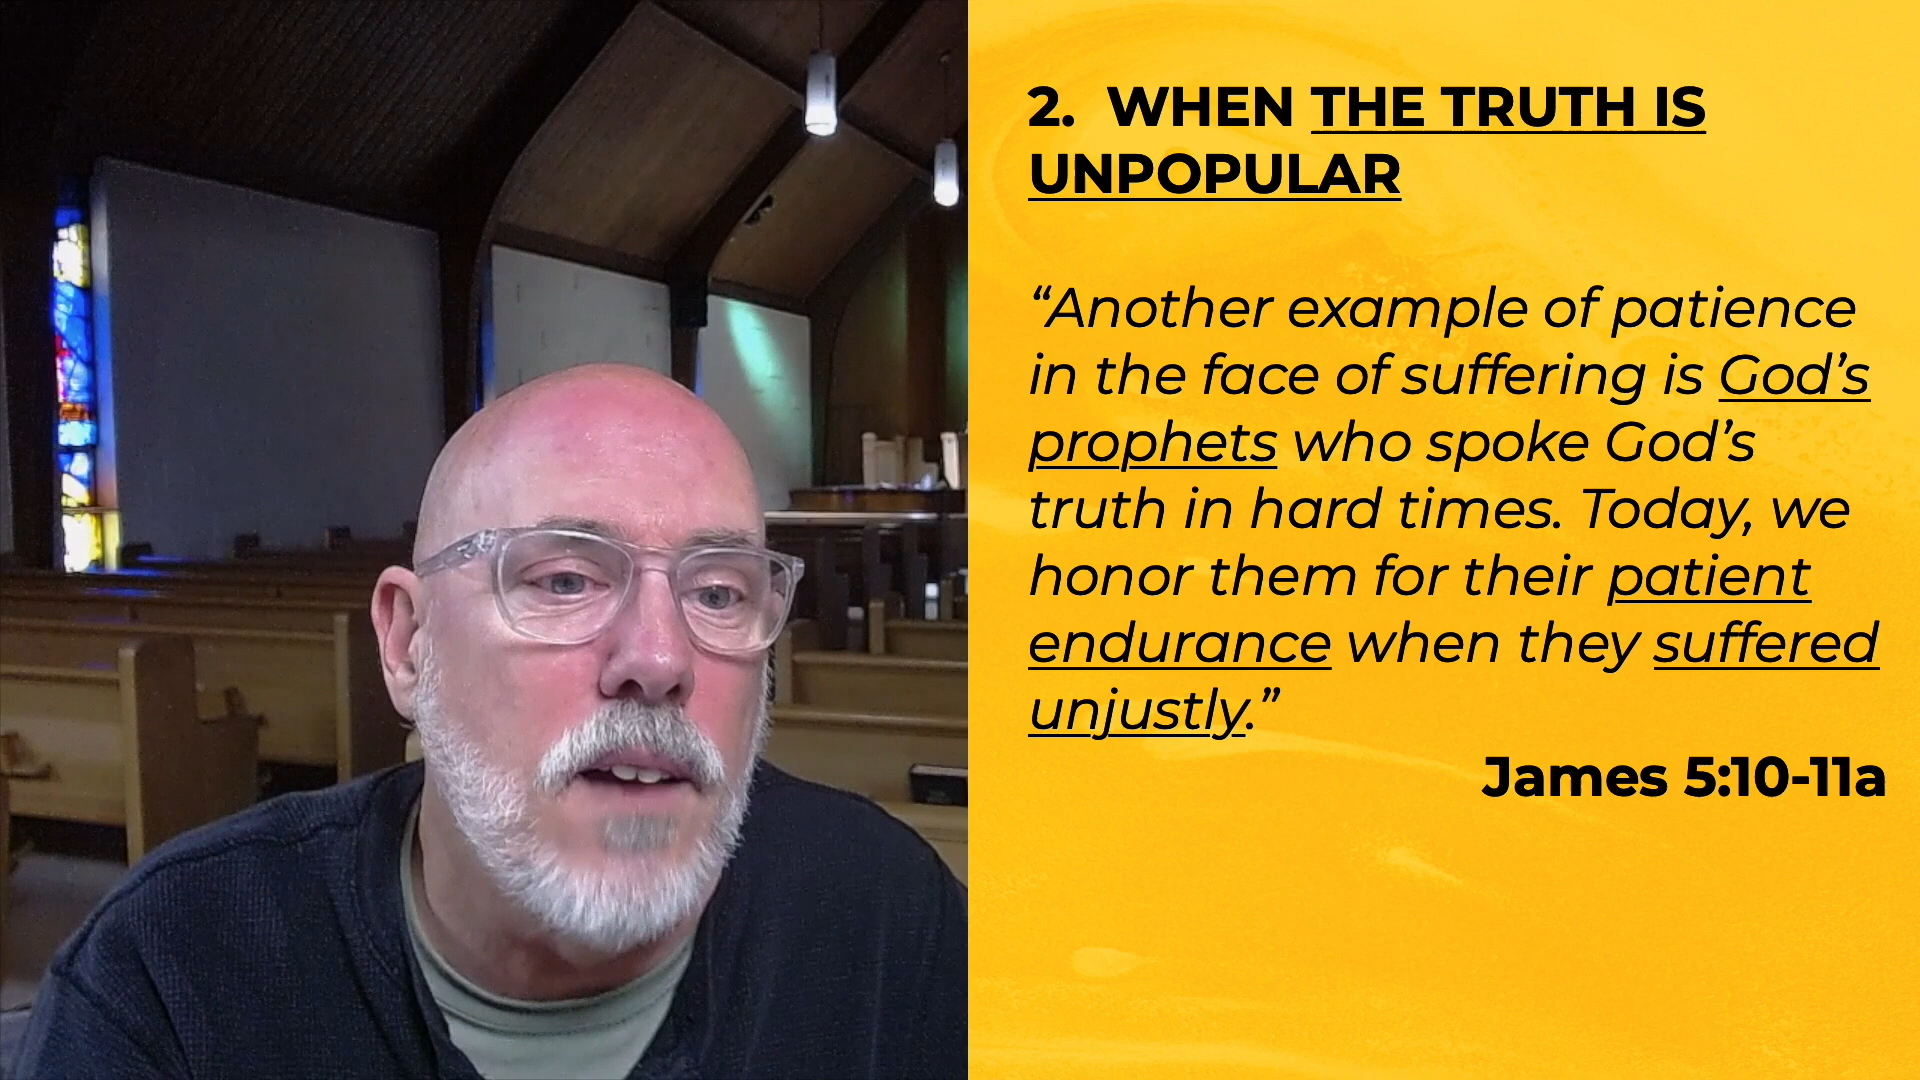 2. WHEN THE TRUTH IS
UNPOPULAR
“Another example of patience
in the face of suffering is God’s
prophets who spoke God’s
truth in hard times. Today, we
honor them for their patient
endurance when they suffered
unjustly.”
James 5:10-11a